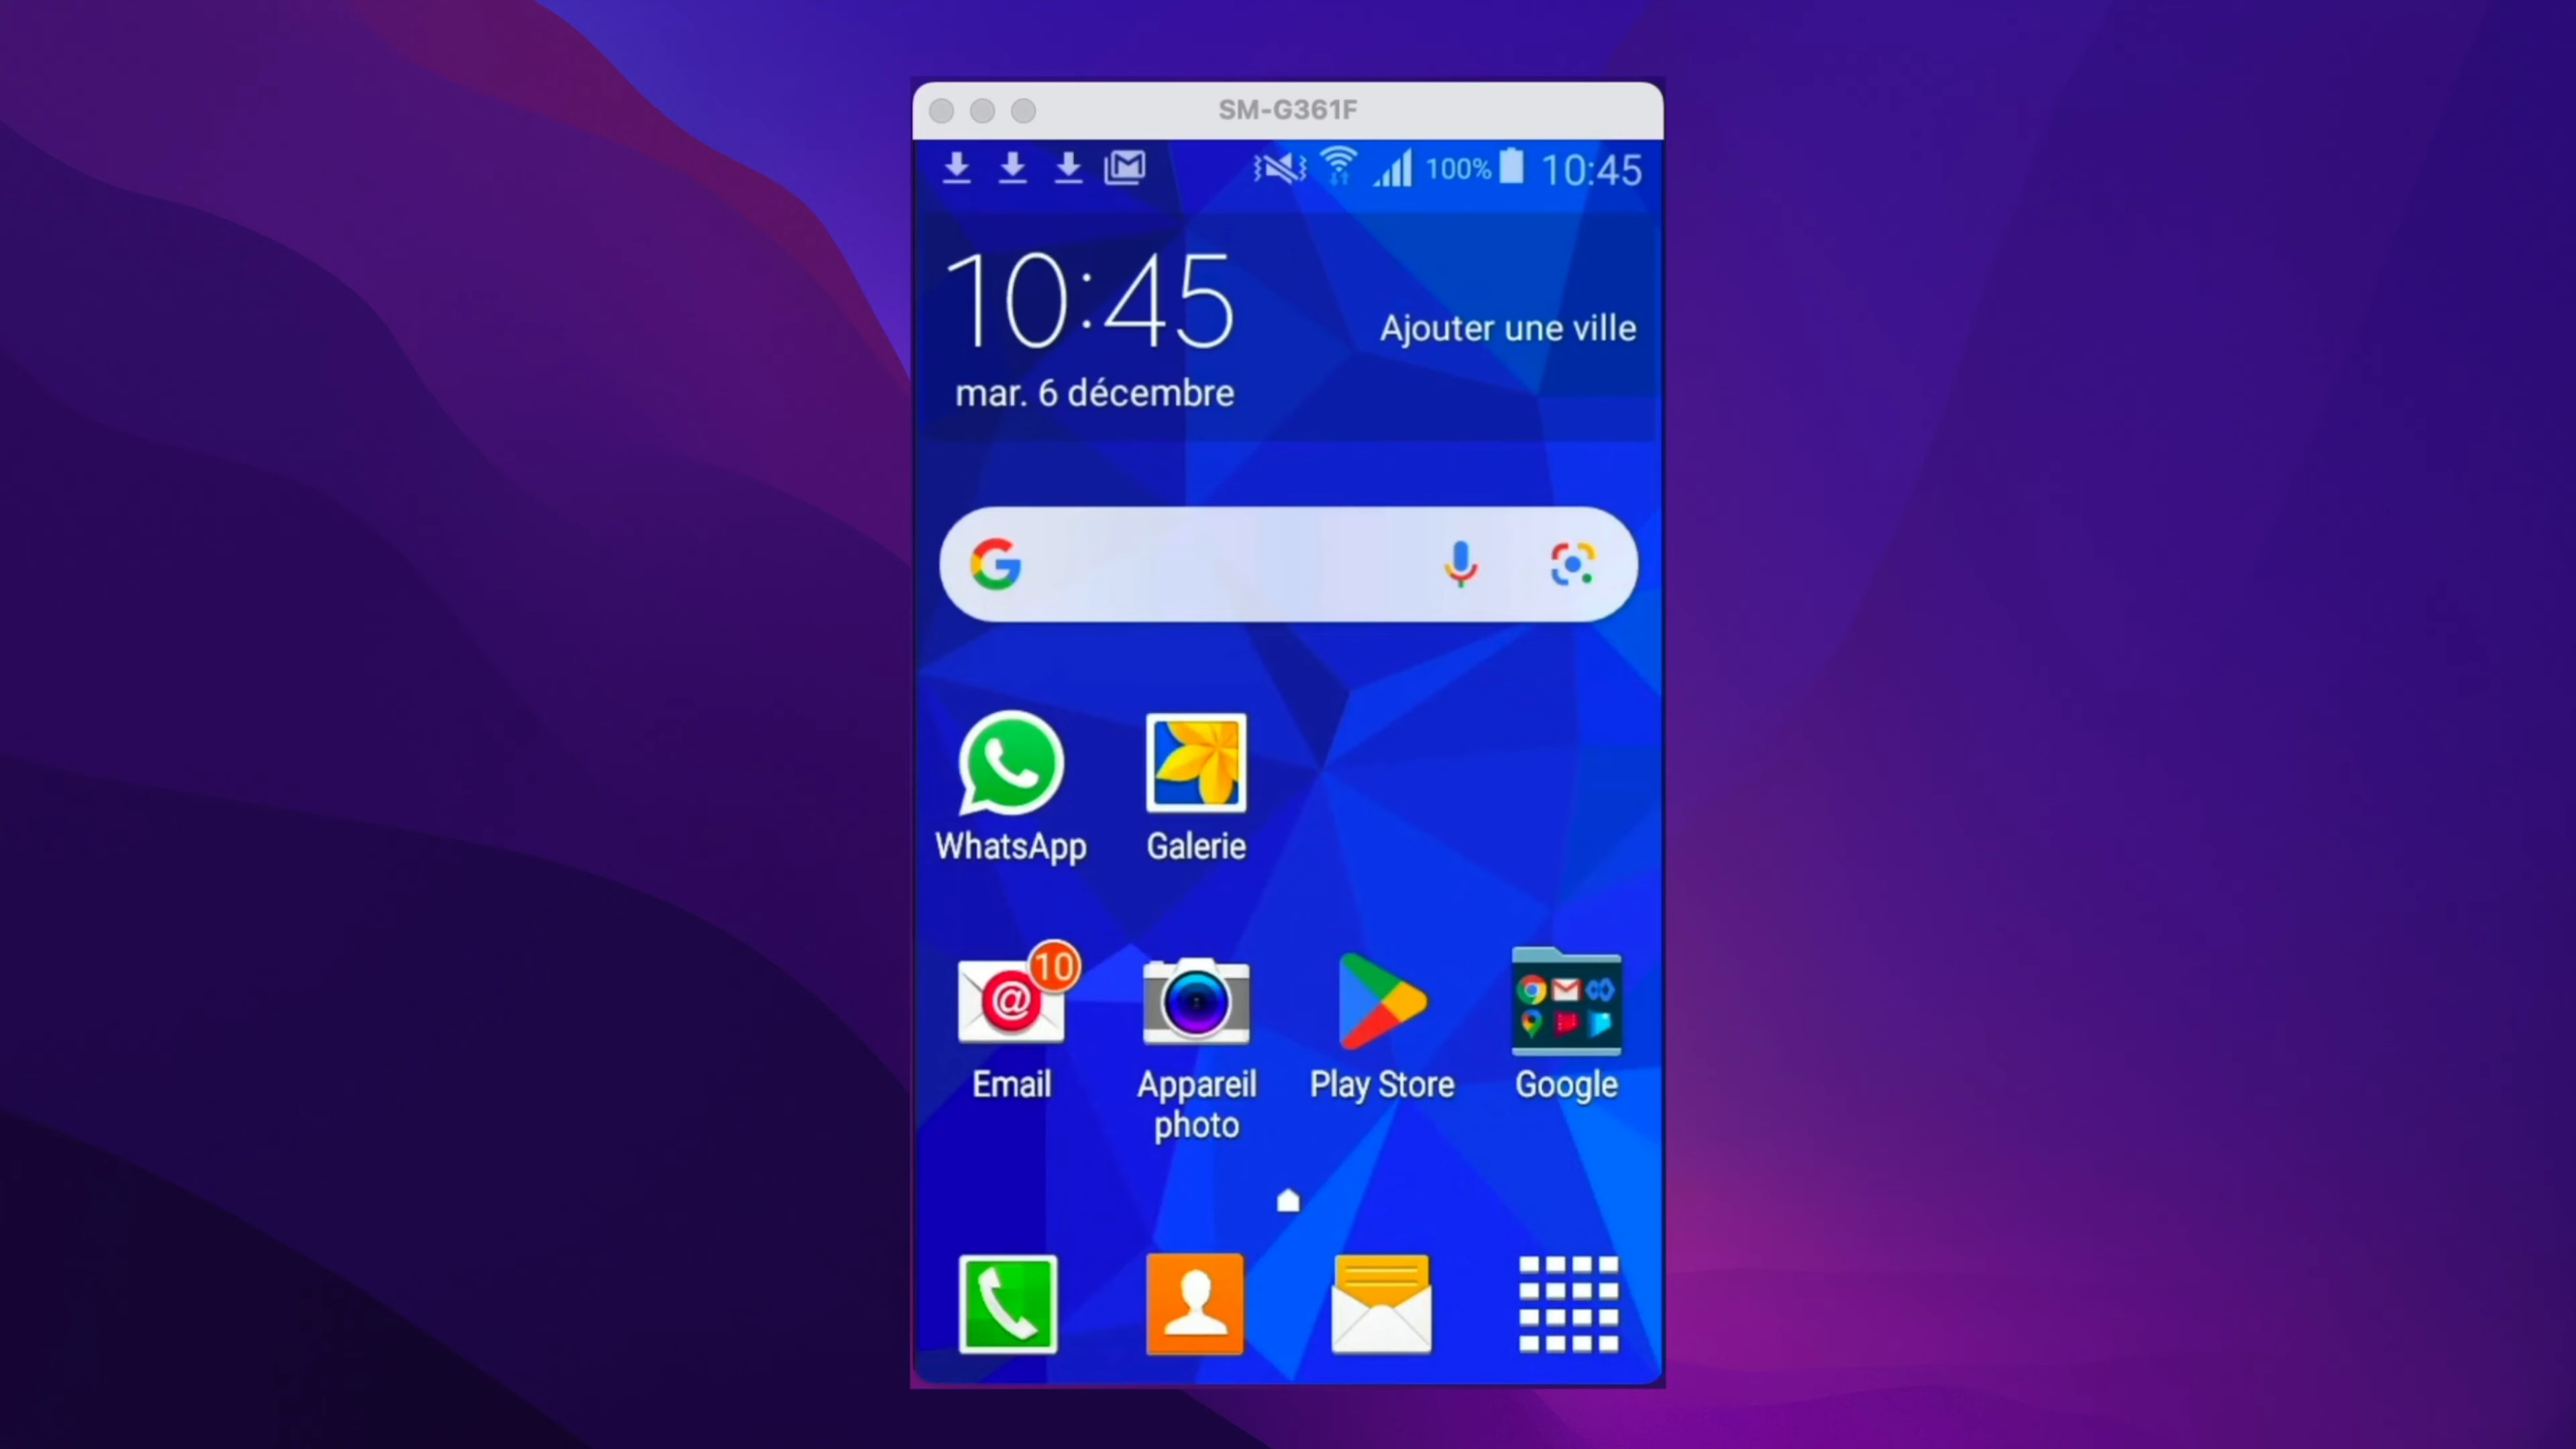 SM-G361F
100% 10:45
10:45
Ajouter une ville
mar. 6 décembre
WhatsApp
Galerie
10
Email
Appareil
photo
Play Store
Google